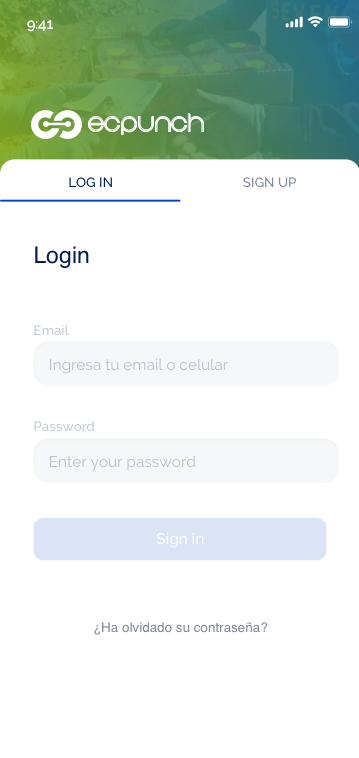 SEVEN
9:41
ecpunch
LOG IN
SIGN UP
Login
Email
Ingresa tu email o celular
Password
Enter your password
Sign in
¿Ha olvidado su contraseña?